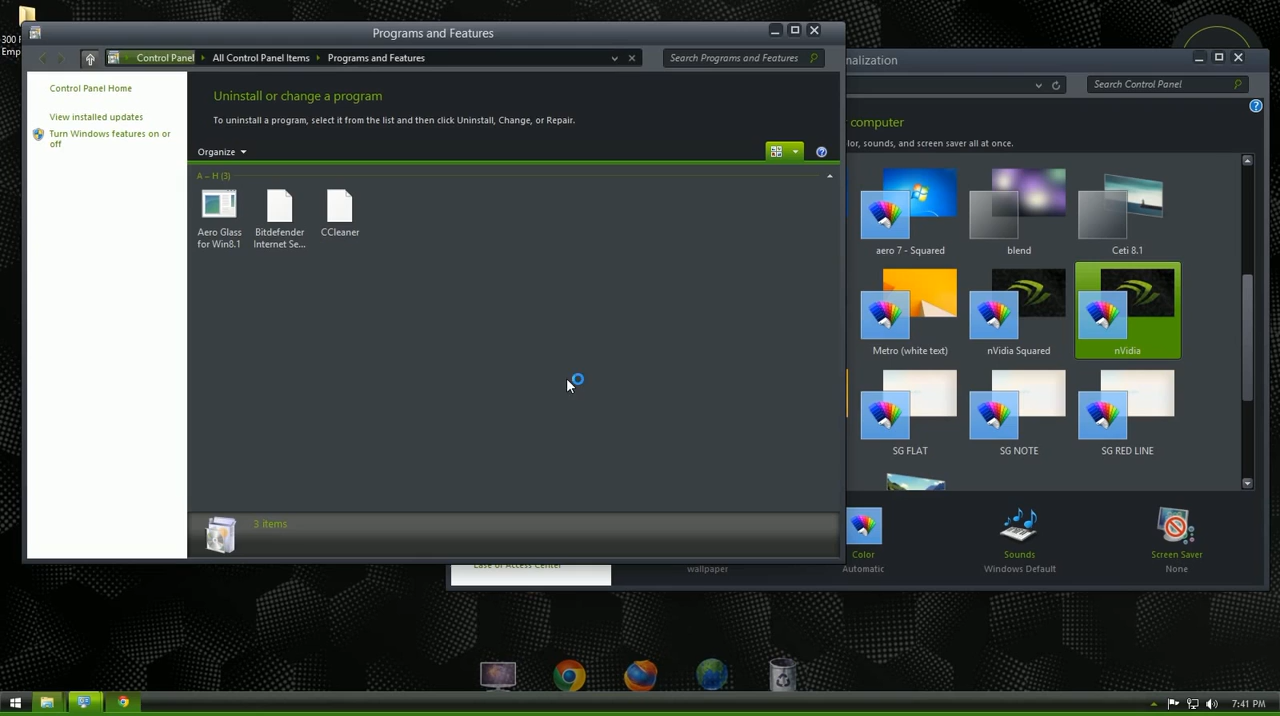 300 F
Emp
Programs and Features
Control Panel
All Control Panel Items
Programs and Features
Search Programs and Features
Control Panel Home
View installed updates
Turn Windows features on or
off
Uninstall or change a program
To uninstall a program, select it from the list and then click Uninstall, Change, or Repair.
Organize
A – H (3)
Aero Glass
for Win8.1
Bitdefender
Internet Se...
CCleaner
3 items
nalization
Search Control Panel
computer
lor, sounds, and screen saver all at once.
aero 7 - Squared
blend
Ceti 8.1
Metro (white text)
nVidia Squared
nVidia
SG FLAT
SG NOTE
SG RED LINE
Color
Automatic
Sounds
Windows Default
Screen Saver
None
wallpaper
Ease of Access Center
7:41 PM